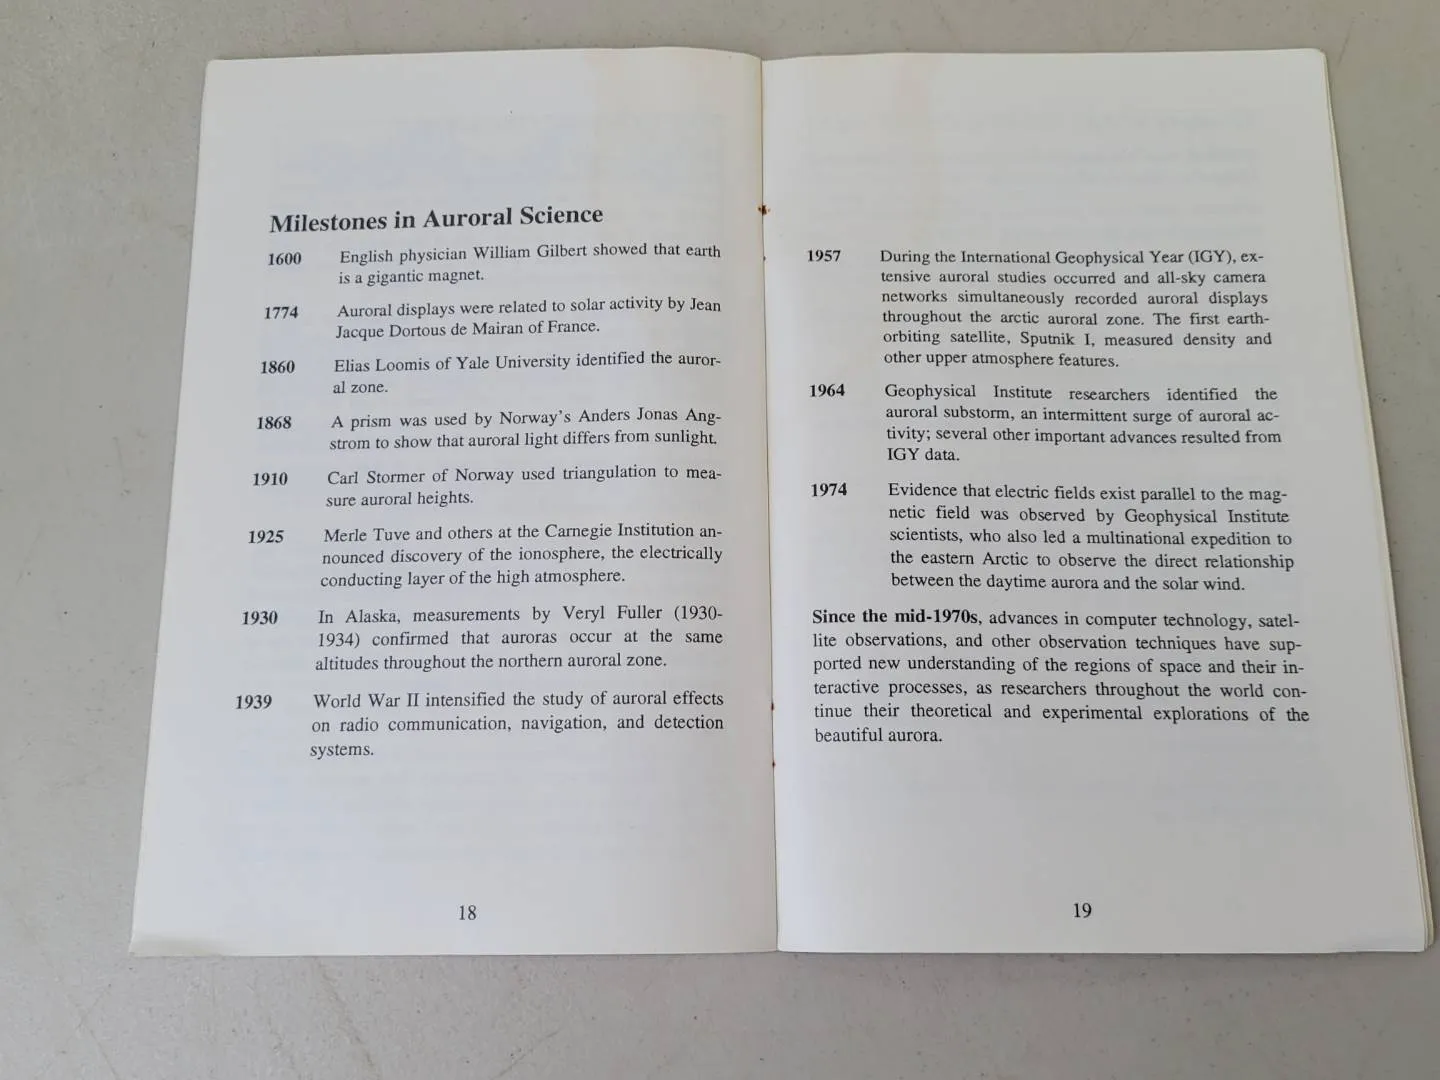 Milestones in Auroral Science
1600 English physician William Gilbert showed that earth
is a gigantic magnet.
1774 Auroral displays were related to solar activity by Jean
Jacque Dortous de Mairan of France.
1860 Elias Loomis of Yale University identified the auror-
al zone.
1868 A prism was used by Norway's Anders Jonas Ang-
strom to show that auroral light differs from sunlight.
1910 Carl Stormer of Norway used triangulation to mea-
sure auroral heights.
1925 Merle Tuve and others at the Carnegie Institution an-
nounced discovery of the ionosphere, the electrically
conducting layer of the high atmosphere.
1930 In Alaska, measurements by Veryl Fuller (1930-
1934) confirmed that auroras occur at the same
altitudes throughout the northern auroral zone.
1939 World War II intensified the study of auroral effects
on radio communication, navigation, and detection
systems.
18
1957 During the International Geophysical Year (IGY), ex-
tensive auroral studies occurred and all-sky camera
networks simultaneously recorded auroral displays
throughout the arctic auroral zone. The first earth-
orbiting satellite, Sputnik I, measured density and
other upper atmosphere features.
1964 Geophysical Institute researchers identified the
auroral substorm, an intermittent surge of auroral ac-
tivity; several other important advances resulted from
IGY data.
1974 Evidence that electric fields exist parallel to the mag-
netic field was observed by Geophysical Institute
scientists, who also led a multinational expedition to
the eastern Arctic to observe the direct relationship
between the daytime aurora and the solar wind.
Since the mid-1970s, advances in computer technology, satel-
lite observations, and other observation techniques have sup-
ported new understanding of the regions of space and their in-
teractive processes, as researchers throughout the world con-
tinue their theoretical and experimental explorations of the
beautiful aurora.
19